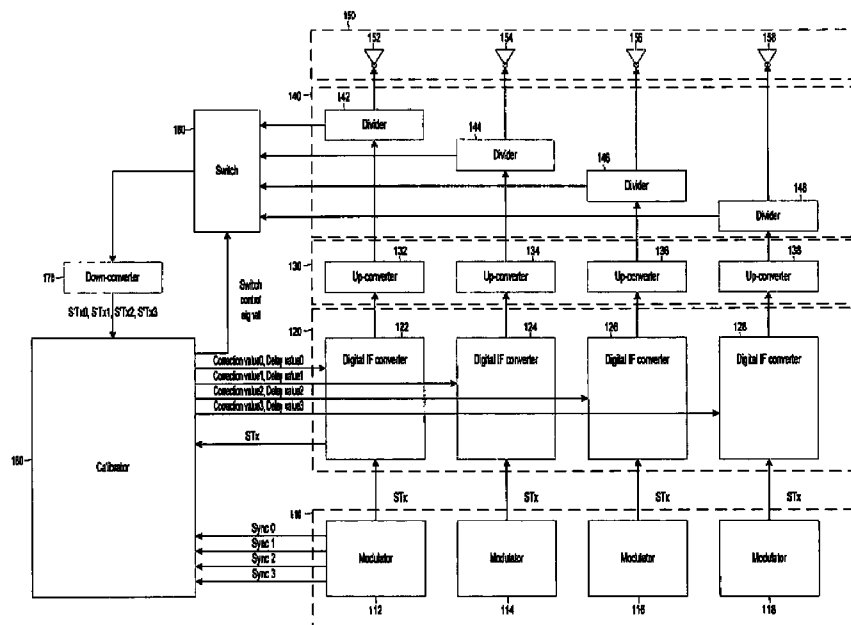 150
152
154
156
158
140
142
Divider
144
Divider
146
Divider
148
Divider
160
Switch
130
132
Up-converter
134
Up-converter
136
Up-converter
138
Up-converter
Down-converter
STx0, STx1, STx2, STx3
Switch
control
signal
120
122
Digital IF converter
124
Digital IF converter
126
Digital IF converter
128
Digital IF converter
Correction value0, Delay value0
Correction value1, Delay value1
Correction value2, Delay value2
Correction value3, Delay value3
STx
Calibrator
STx
STx
STx
STx
110
Sync 0
Sync 1
Sync 2
Sync 3
Modulator
Modulator
Modulator
Modulator
112
114
116
118